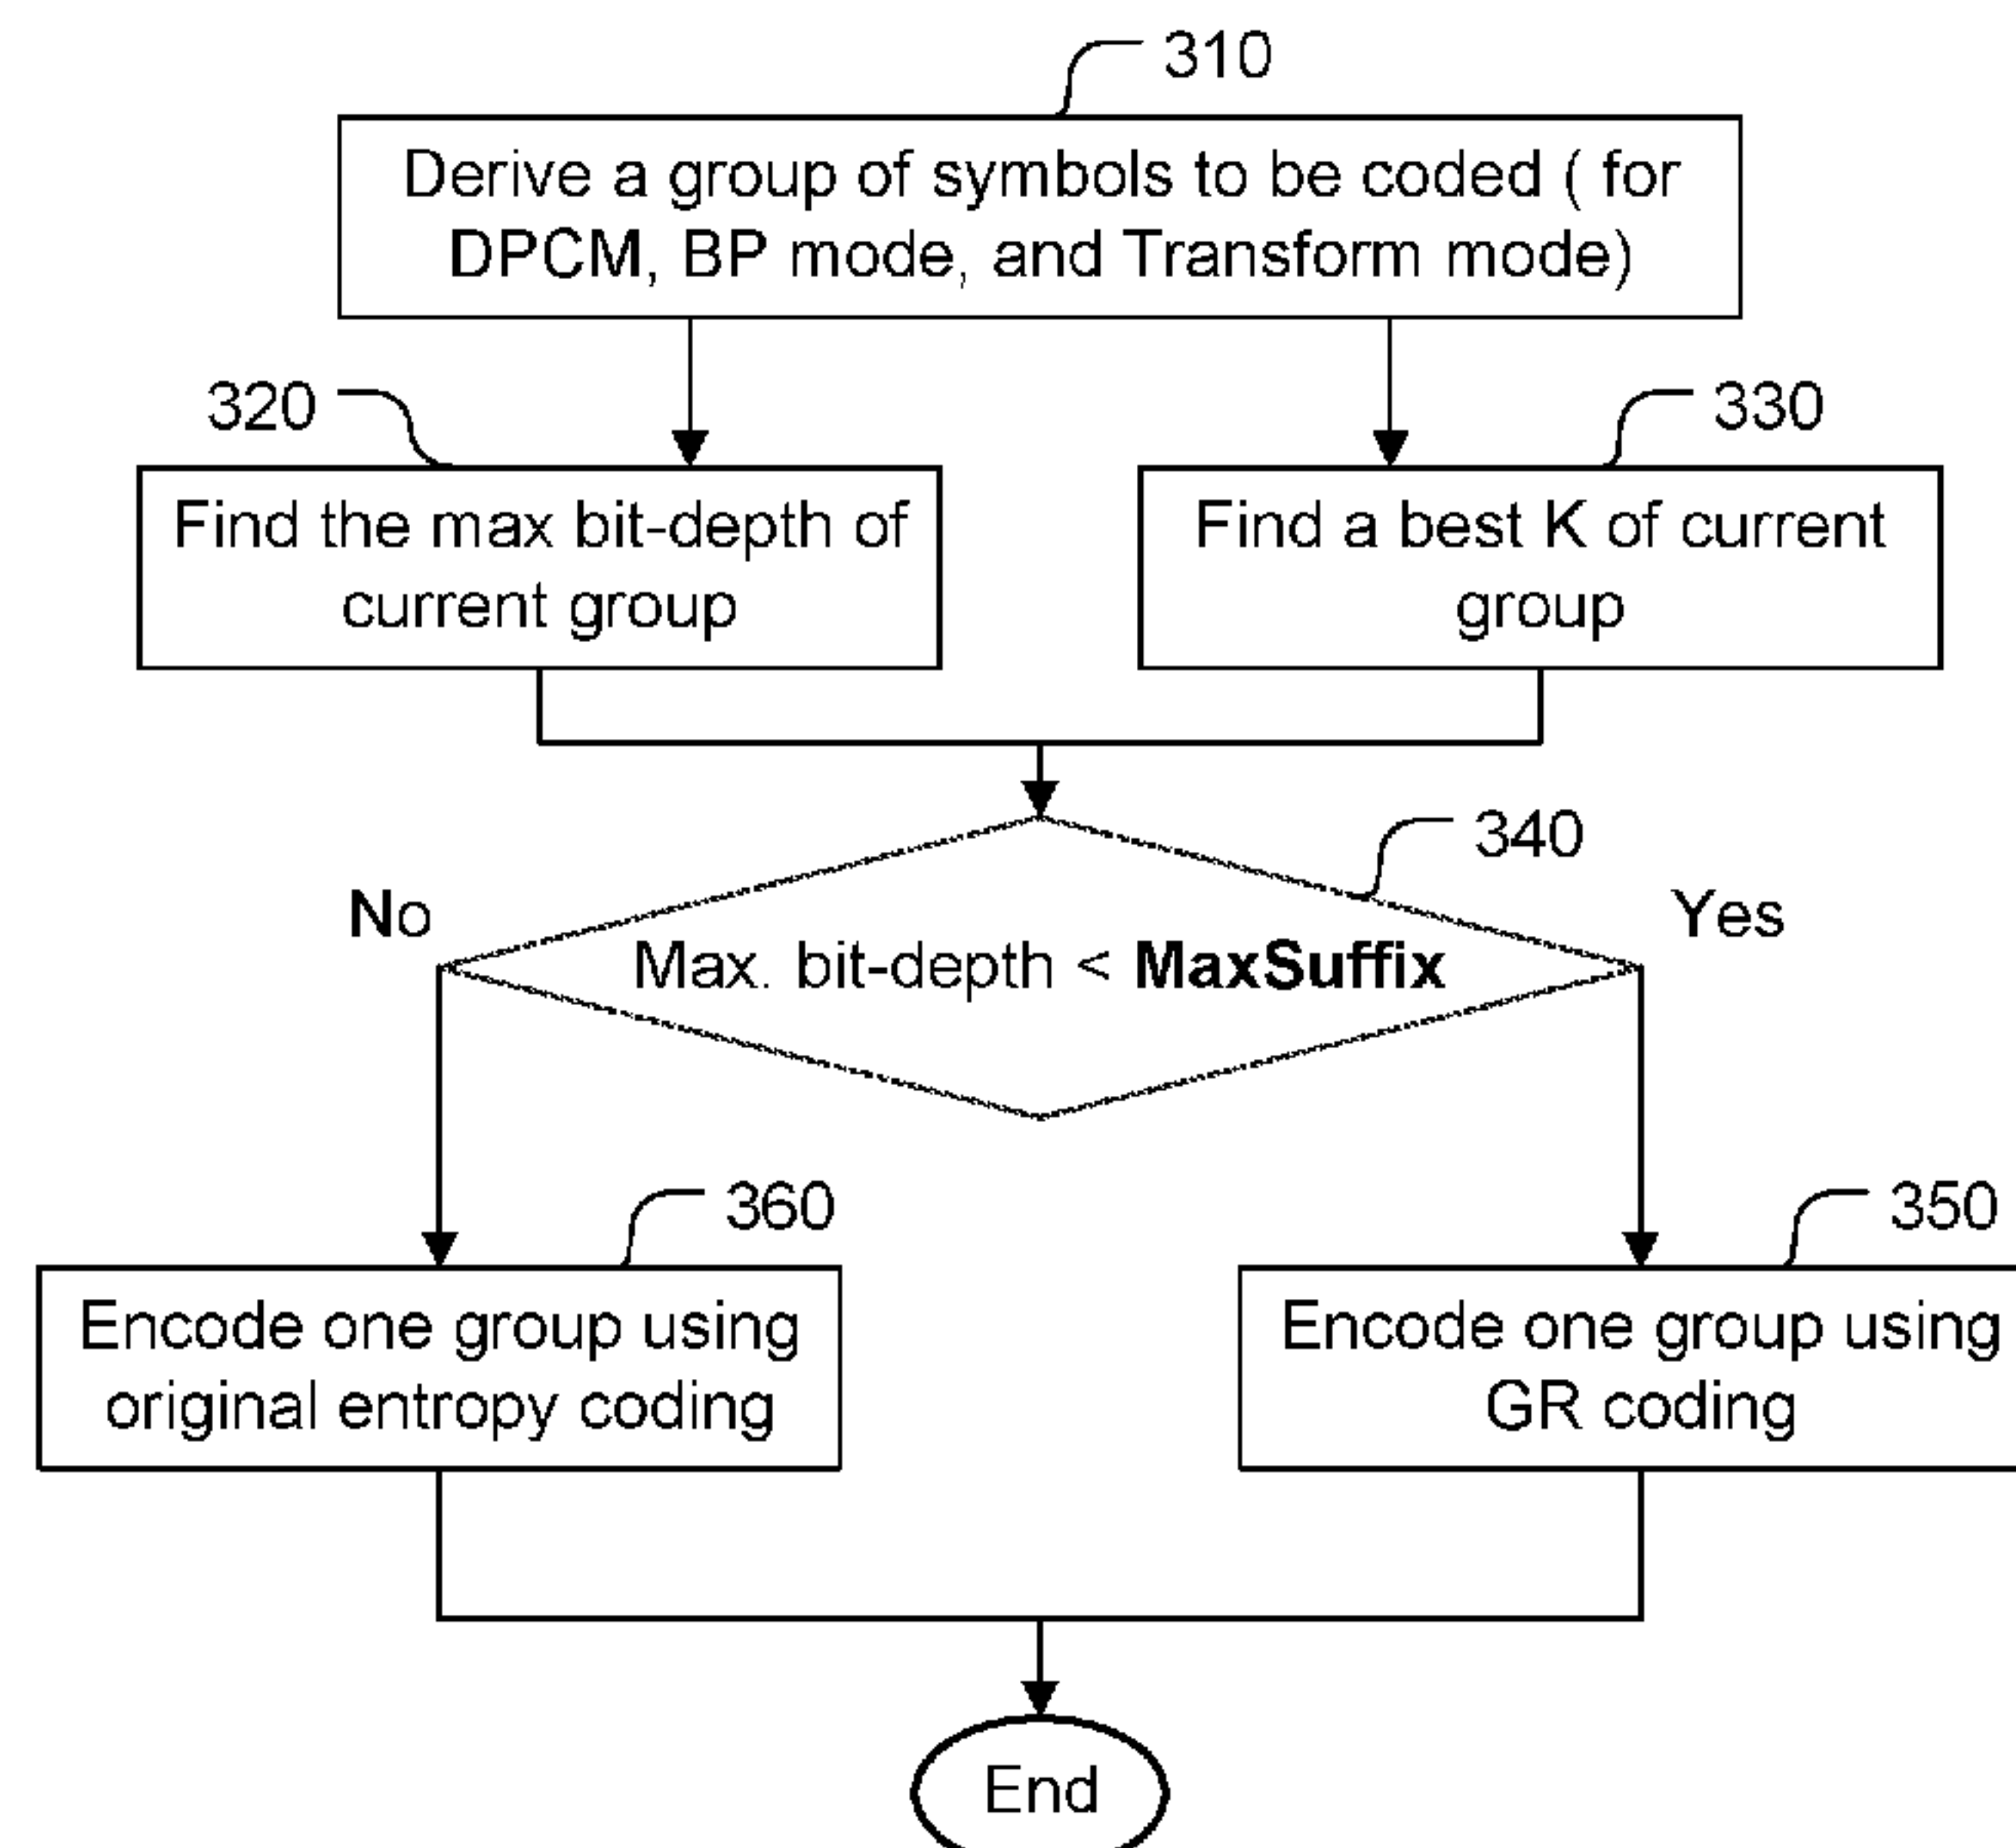 310
Derive a group of symbols to be coded ( for
DPCM, BP mode, and Transform mode)
320
330
Find the max bit-depth of
current group
Find a best K of current
group
340
No
Yes
Max. bit-depth < MaxSuffix
360
350
Encode one group using
original entropy coding
Encode one group using
GR coding
End